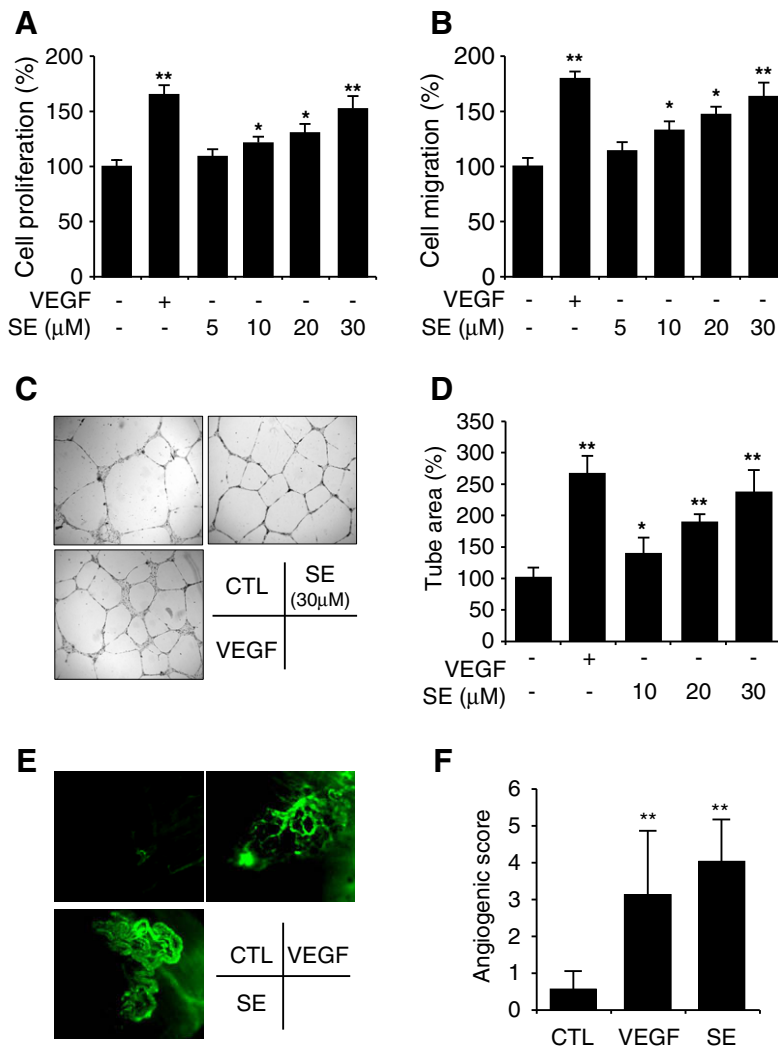 A
Cell proliferation (%)
200
150
100
50
0
** * * **
VEGF - + - - - -
SE (μM) - - 5 10 20 30
B
Cell migration (%)
200
150
100
50
0
** * * **
VEGF - + - - - -
SE (μM) - - 5 10 20 30
C
CTL SE
(30μM)
VEGF
D
Tube area (%)
350
300
250
200
150
100
50
0
** * ** **
VEGF - + - - -
SE (μM) - - 10 20 30
E
CTL VEGF
SE
F
Angiogenic score
6
5
4
3
2
1
0
** **
CTL VEGF SE